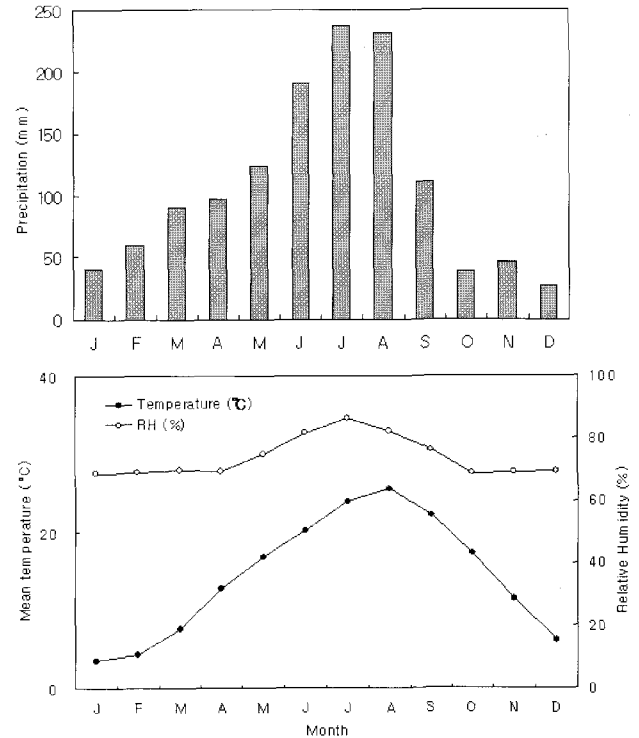 250
200
150
100
50
0
Precipitation (mm)
J F M A M J J A S O N D
40
20
0
Mean temperature (°C)
Temperature (℃)
RH (%)
100
80
60
40
20
0
Relative Humidity (%)
J F M A M J J A S O N D
Month